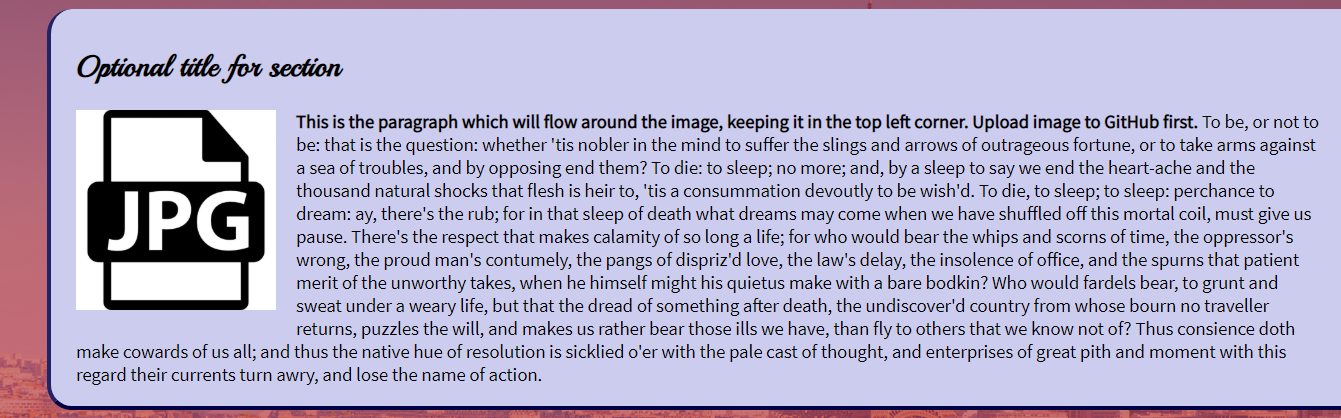 Optional title for section
JPG
This is the paragraph which will flow around the image, keeping it in the top left corner. Upload image to GitHub first. To be, or not to
be: that is the question: whether 'tis nobler in the mind to suffer the slings and arrows of outrageous fortune, or to take arms against
a sea of troubles, and by opposing end them? To die: to sleep; no more; and, by a sleep to say we end the heart-ache and the
thousand natural shocks that flesh is heir to, 'tis a consummation devoutly to be wish'd. To die, to sleep; to sleep: perchance to
dream: ay, there's the rub; for in that sleep of death what dreams may come when we have shuffled off this mortal coil, must give us
pause. There's the respect that makes calamity of so long a life; for who would bear the whips and scorns of time, the oppressor's
wrong, the proud man's contumely, the pangs of dispriz'd love, the law's delay, the insolence of office, and the spurns that patient
merit of the unworthy takes, when he himself might his quietus make with a bare bodkin? Who would fardels bear, to grunt and
sweat under a weary life, but that the dread of something after death, the undiscover'd country from whose bourn no traveller
returns, puzzles the will, and makes us rather bear those ills we have, than fly to others that we know not of? Thus consience doth
make cowards of us all; and thus the native hue of resolution is sicklied o'er with the pale cast of thought, and enterprises of great pith and moment with this
regard their currents turn awry, and lose the name of action.